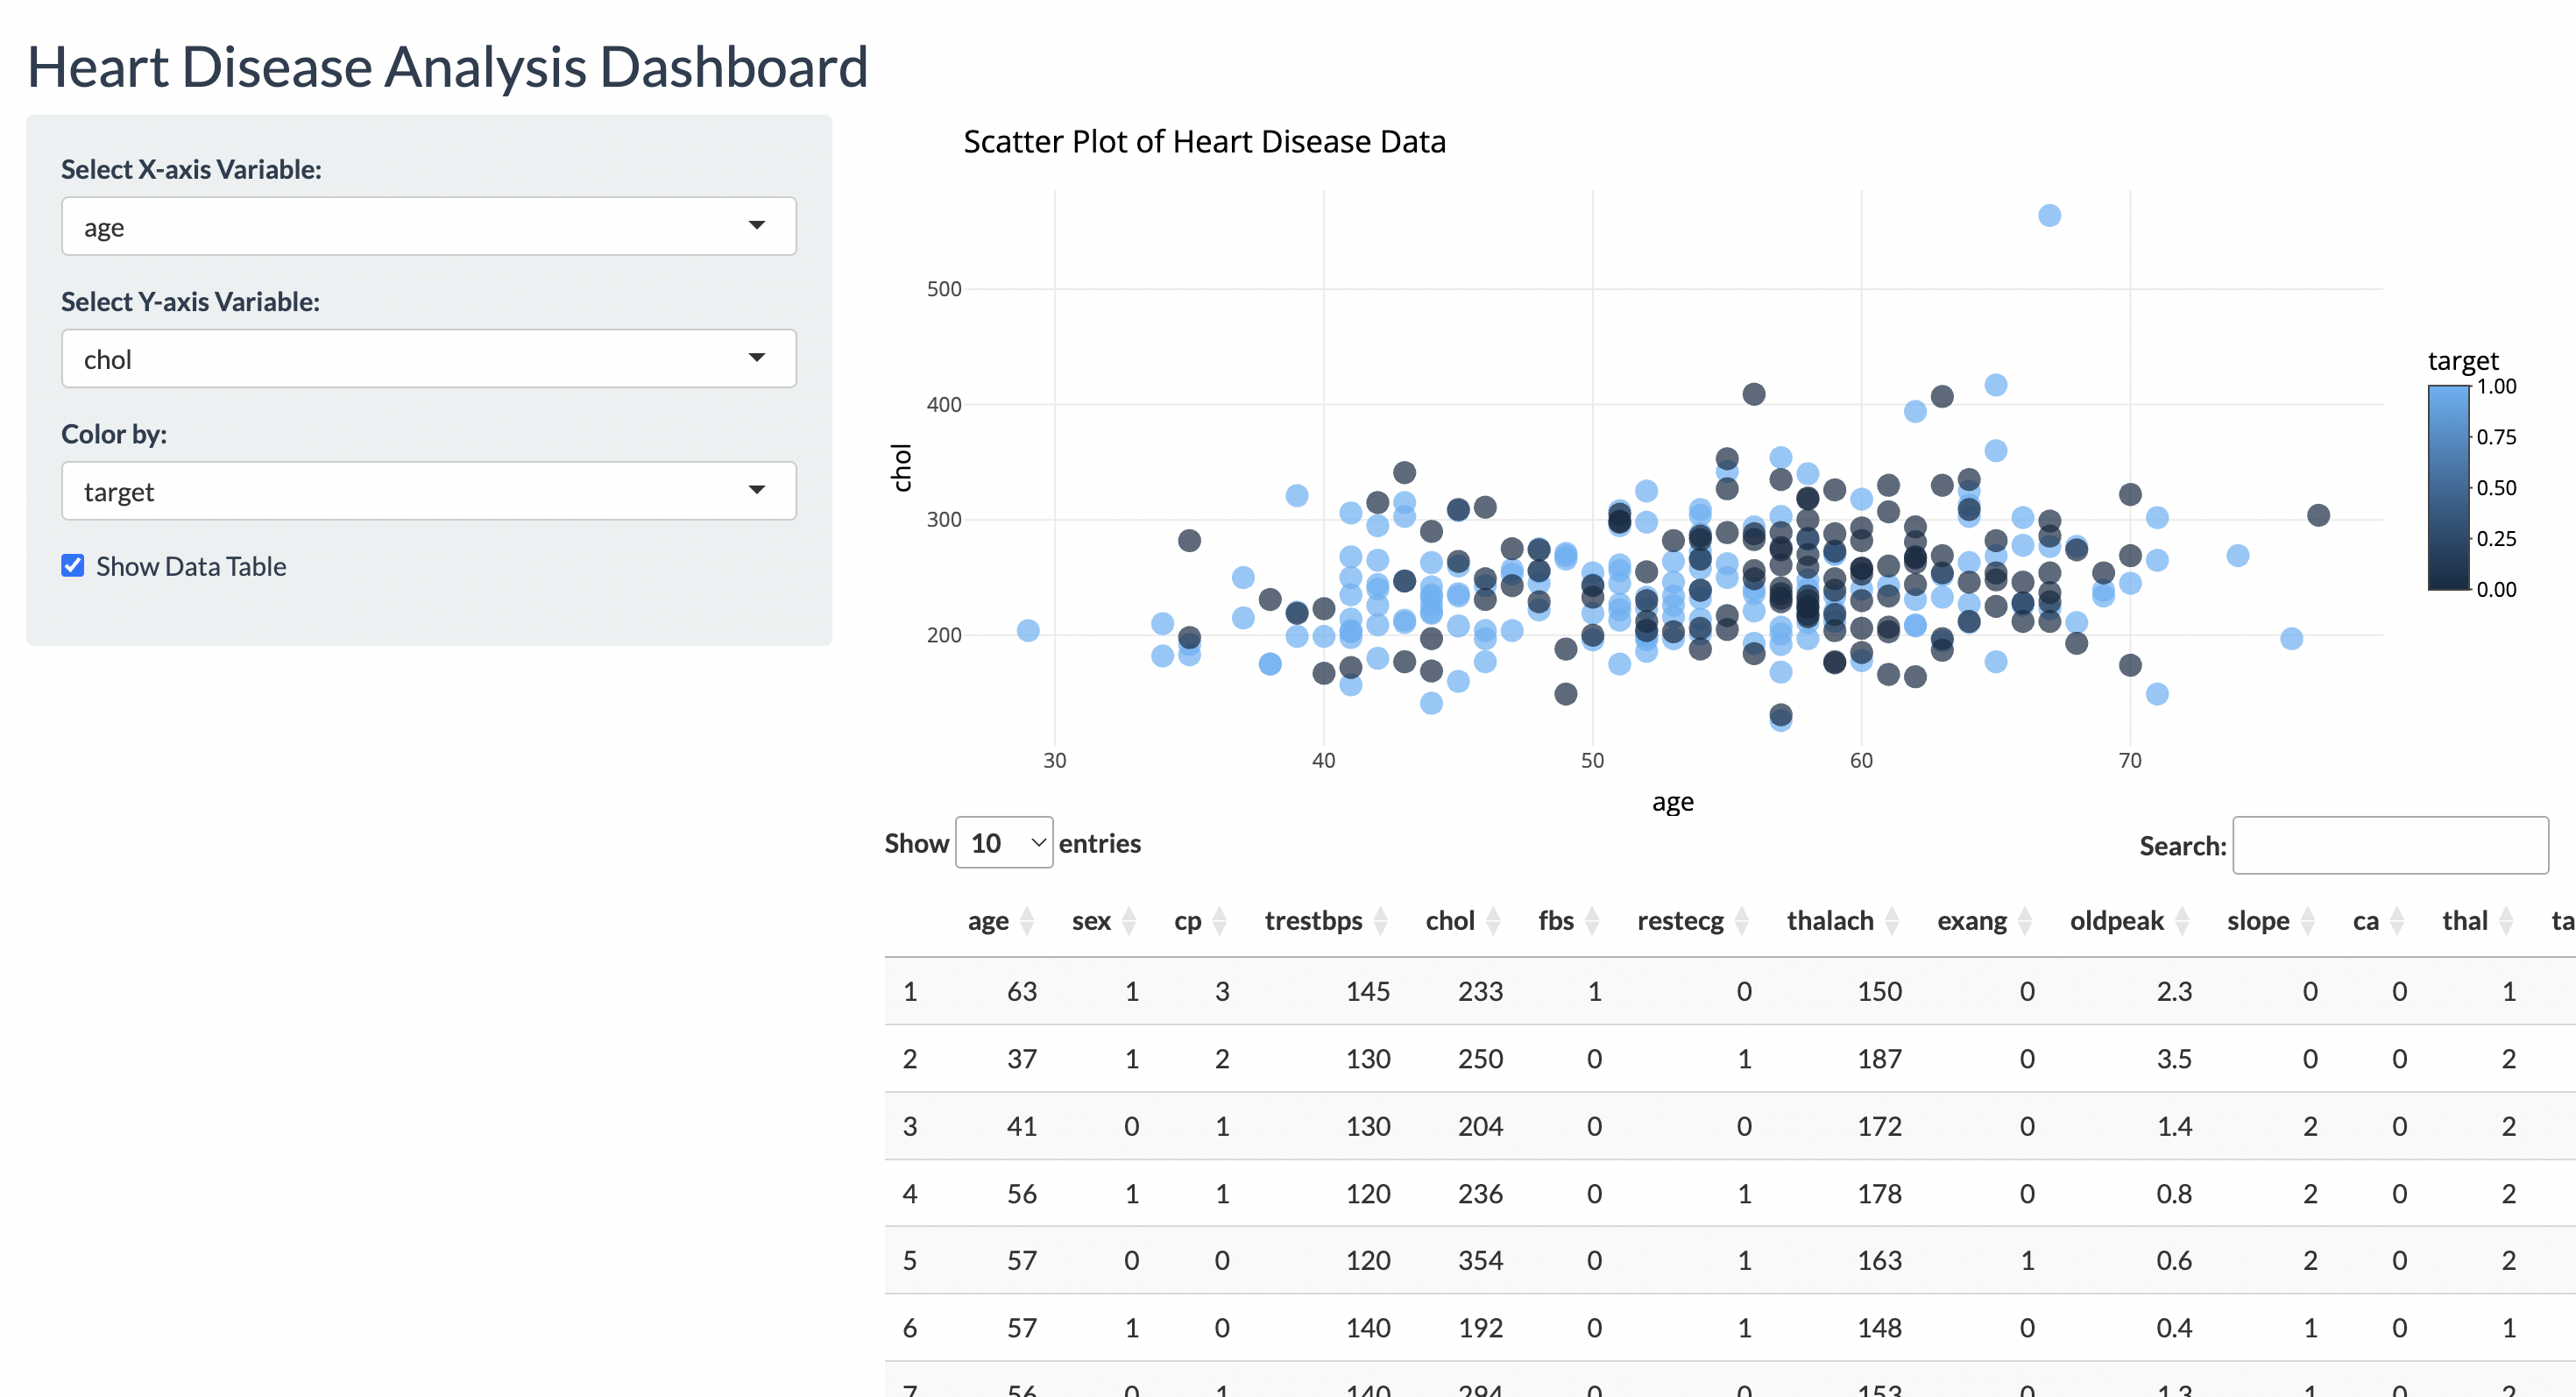 Heart Disease Analysis Dashboard
Select X-axis Variable:
age
Select Y-axis Variable:
chol
Color by:
target
Show Data Table
Scatter Plot of Heart Disease Data
500
400
300
200
chol
30 40 50 60 70
age
target
1.00
0.75
0.50
0.25
0.00
Show 10 entries
Search:
age sex cp trestbps chol fbs restecg thalach exang oldpeak slope ca thal ta
1 63 1 3 145 233 1 0 150 0 2.3 0 0 1
2 37 1 2 130 250 0 1 187 0 3.5 0 0 2
3 41 0 1 130 204 0 0 172 0 1.4 2 0 2
4 56 1 1 120 236 0 1 178 0 0.8 2 0 2
5 57 0 0 120 354 0 1 163 1 0.6 2 0 2
6 57 1 0 140 192 0 1 148 0 0.4 1 0 1
7 56 0 1 140 294 0 0 153 0 1.3 1 0 2